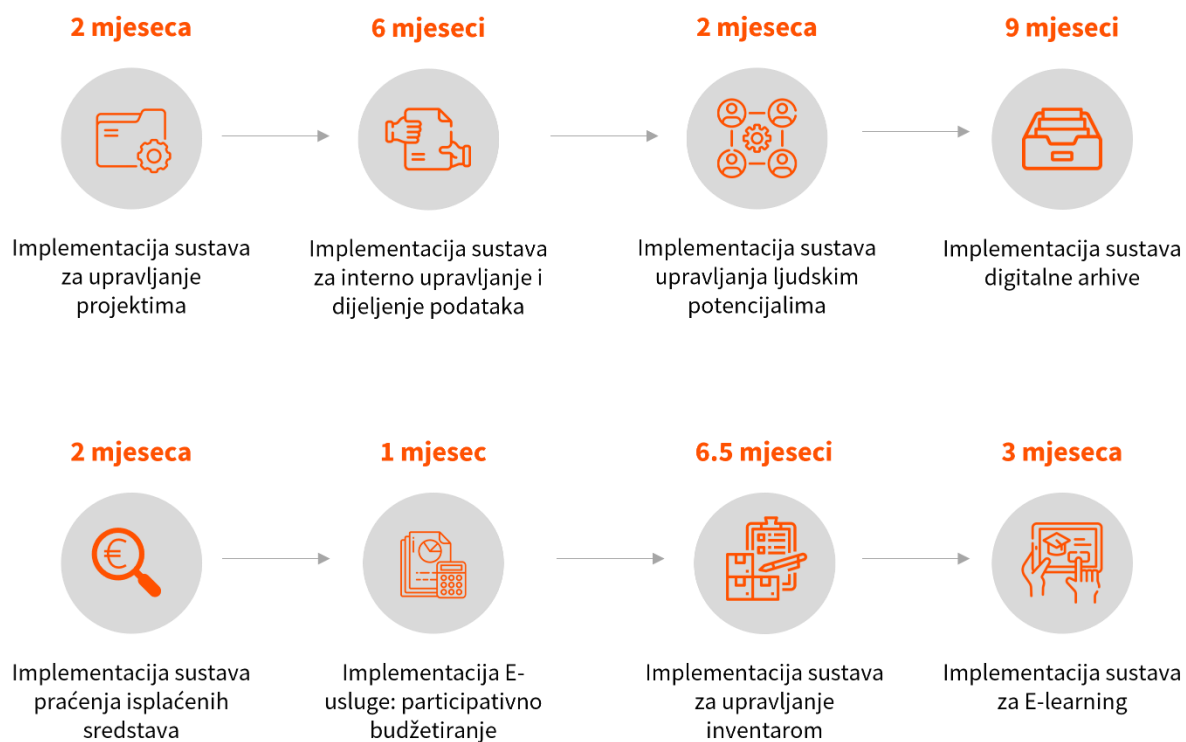 2 mjeseca
6 mjeseci
2 mjeseca
9 mjeseci
Implementacija sustava
za upravljanje
projektima
Implementacija sustava
za interno upravljanje i
dijeljenje podataka
Implementacija sustava
upravljanja ljudskim
potencijalima
Implementacija sustava
digitalne arhive
2 mjeseca
1 mjesec
6.5 mjeseci
3 mjeseca
Implementacija sustava
praćenja isplaćenih
sredstava
Implementacija E-
usluge: participativno
budžetiranje
Implementacija sustava
za upravljanje
inventarom
Implementacija sustava
za E-learning